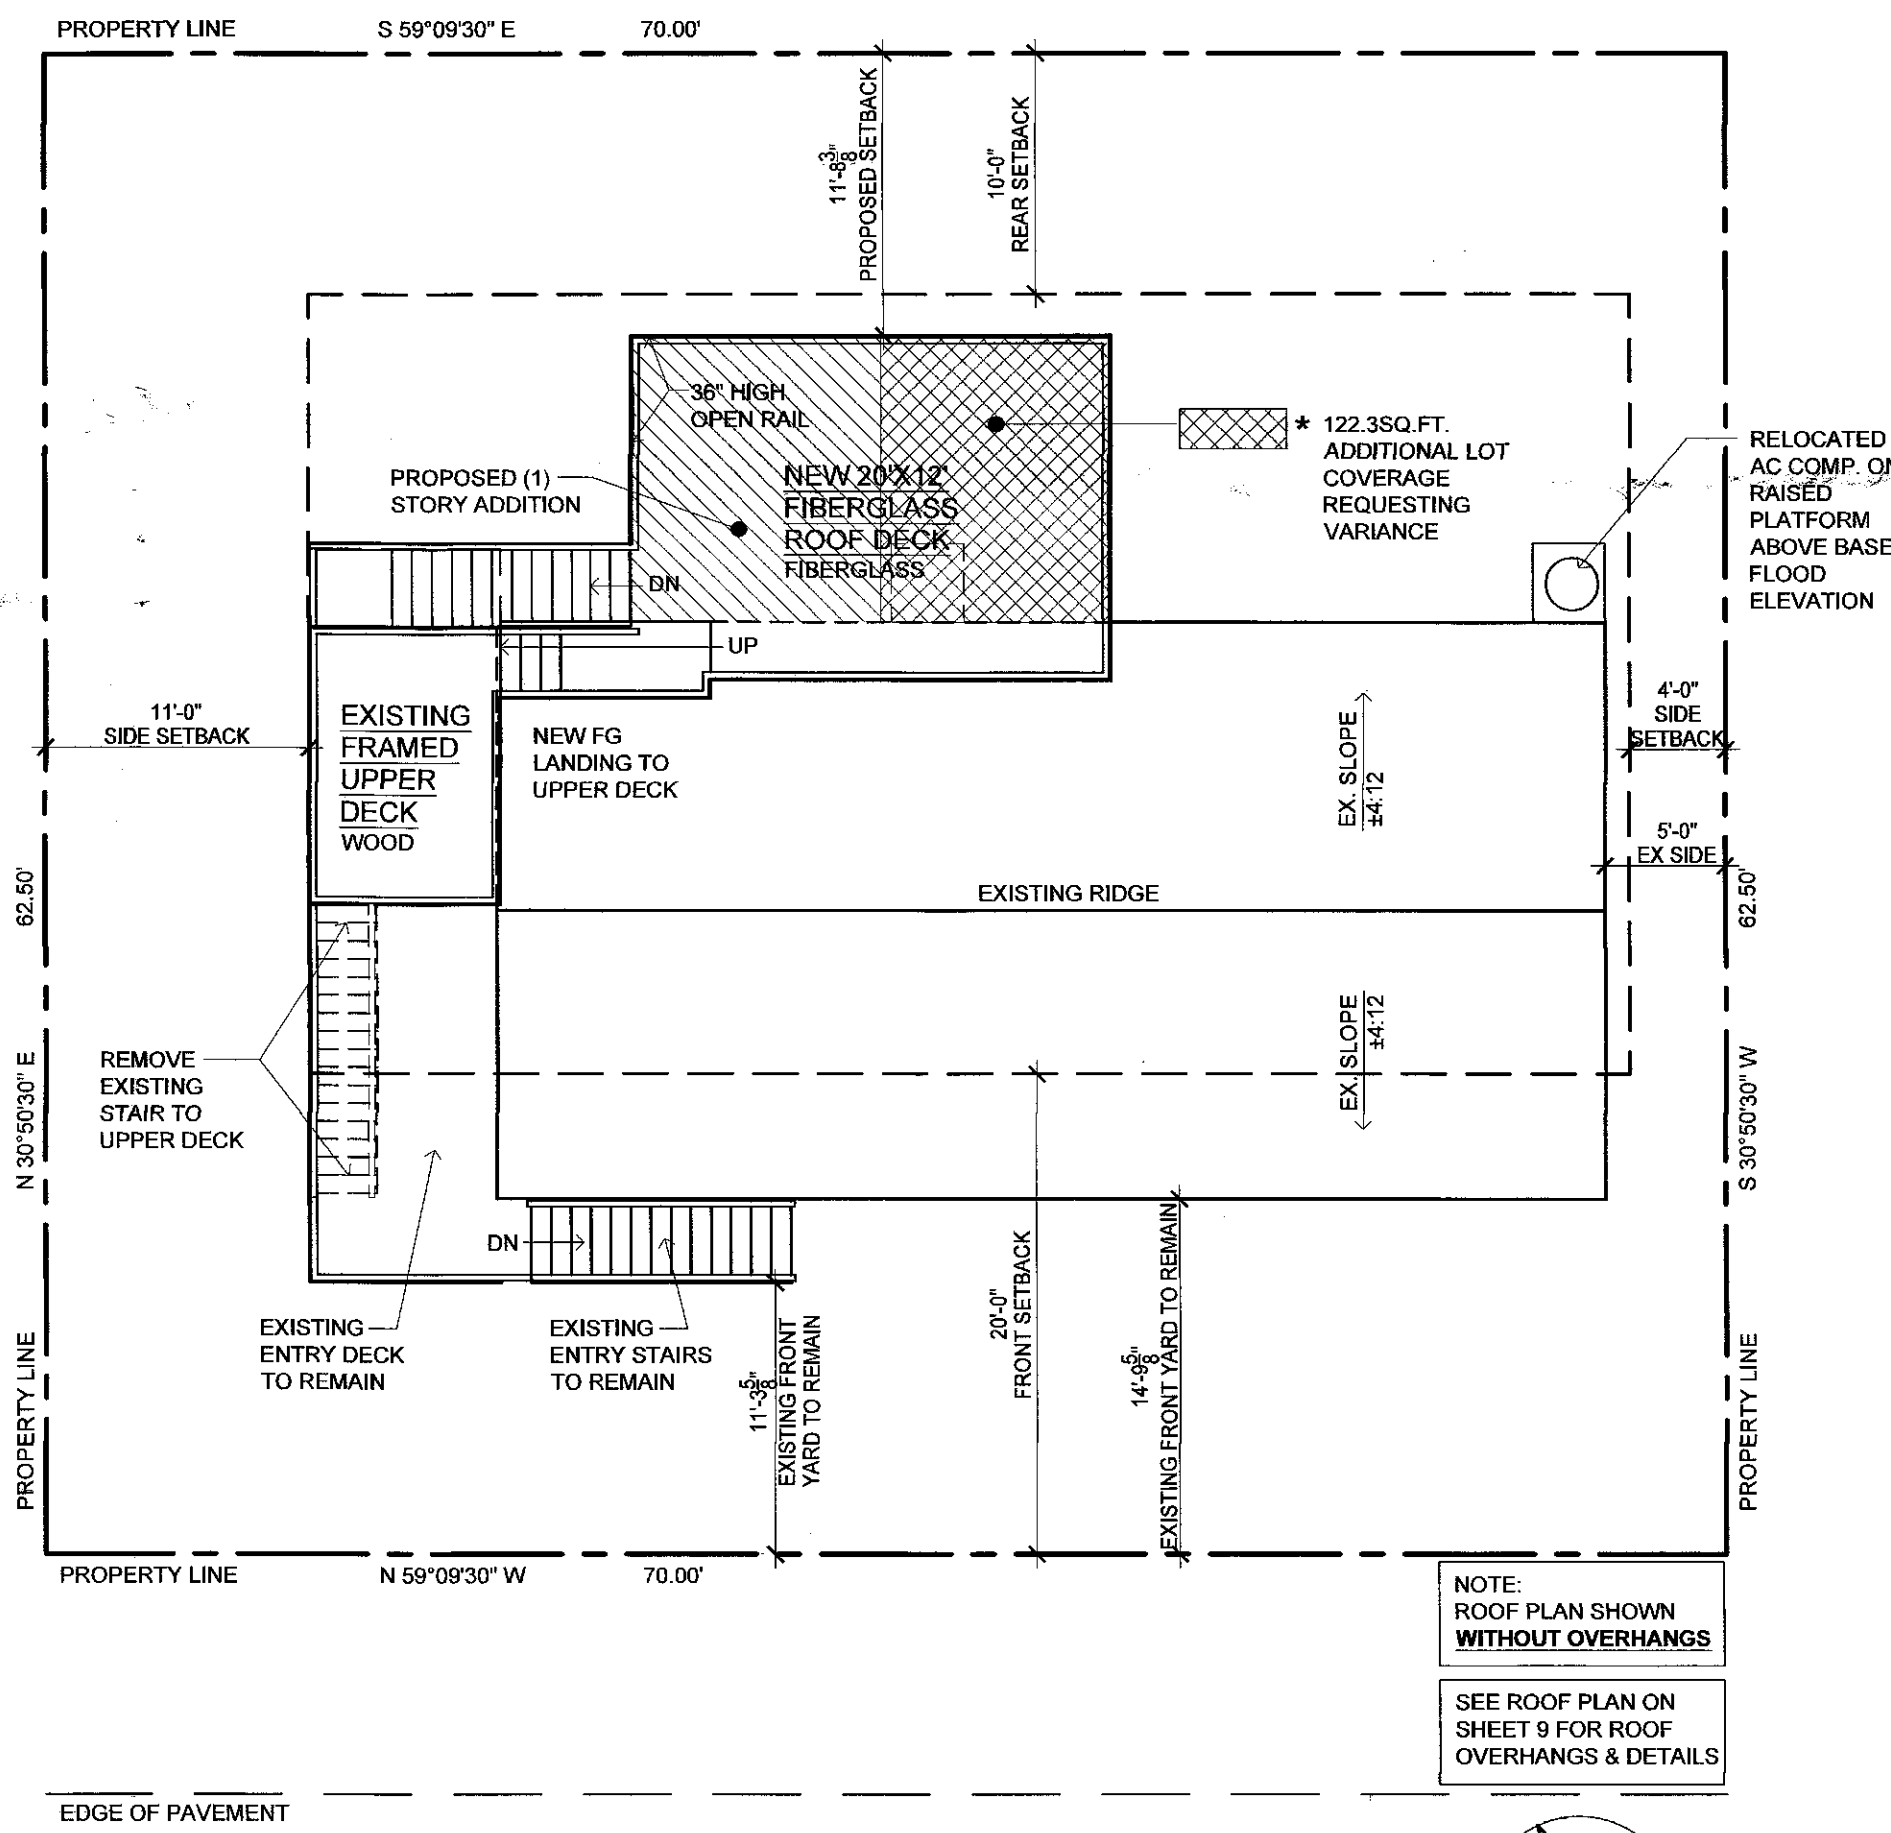 PROPERTY LINE S 59°09'30" E 70.00'
11'-8 3/8"
PROPOSED SETBACK
10'-0"
REAR SETBACK
36" HIGH
OPEN RAIL
PROPOSED (1)
STORY ADDITION
NEW 20'X12'
FIBERGLASS
ROOF DECK
FIBERGLASS
* 122.3SQ.FT.
ADDITIONAL LOT
COVERAGE
REQUESTING
VARIANCE
RELOCATED
AC COMP. ON
RAISED
PLATFORM
ABOVE BASE
FLOOD
ELEVATION
DN
UP
11'-0"
SIDE SETBACK
EXISTING
FRAMED
UPPER
DECK
WOOD
NEW FG
LANDING TO
UPPER DECK
EX. SLOPE
±4:12
4'-0"
SIDE
SETBACK
5'-0"
EX SIDE
EXISTING RIDGE
62.50'
N 30°50'30" E
PROPERTY LINE
62.50'
S 30°50'30" W
PROPERTY LINE
REMOVE
EXISTING
STAIR TO
UPPER DECK
EX. SLOPE
±4:12
DN
EXISTING
ENTRY DECK
TO REMAIN
EXISTING
ENTRY STAIRS
TO REMAIN
11'-3 5/8"
EXISTING FRONT
YARD TO REMAIN
20'-0"
FRONT SETBACK
14'-9 5/8"
EXISTING FRONT YARD TO REMAIN
PROPERTY LINE N 59°09'30" W 70.00'
NOTE:
ROOF PLAN SHOWN
WITHOUT OVERHANGS
SEE ROOF PLAN ON
SHEET 9 FOR ROOF
OVERHANGS & DETAILS
EDGE OF PAVEMENT